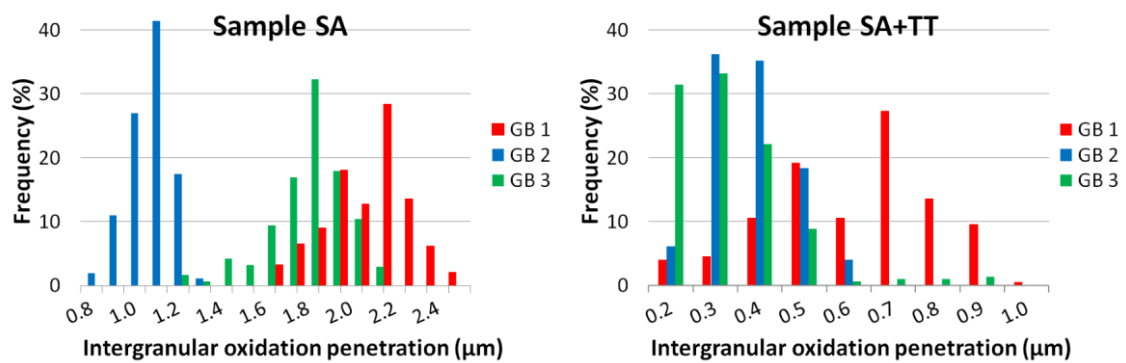 Sample SA
Frequency (%)
40
30
20
10
0
0.8 1.0 1.2 1.4 1.6 1.8 2.0 2.2 2.4
Intergranular oxidation penetration (µm)
GB 1
GB 2
GB 3
Sample SA+TT
Frequency (%)
40
30
20
10
0
0.2 0.3 0.4 0.5 0.6 0.7 0.8 0.9 1.0
Intergranular oxidation penetration (µm)
GB 1
GB 2
GB 3